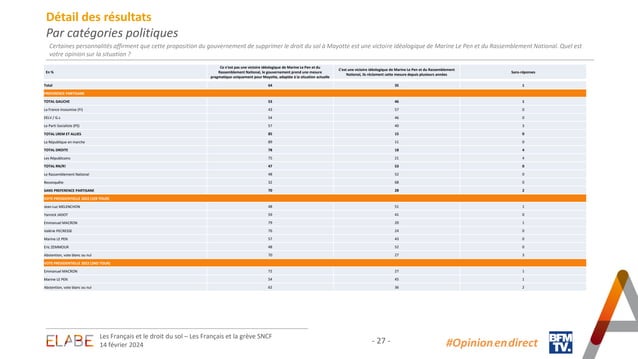 Détail des résultats
Par catégories politiques
Certaines personnalités affirment que cette proposition du gouvernement de supprimer le droit du sol à Mayotte est une victoire idéologique de Marine Le Pen et du Rassemblement National. Quel est
votre opinion sur la situation ?
En %
Ce n'est pas une victoire idéologique de Marine Le Pen et du
Rassemblement National, le gouvernement prend une mesure
pragmatique uniquement pour Mayotte, adaptée à la situation actuelle
C'est une victoire idéologique de Marine Le Pen et du Rassemblement
National, ils réclament cette mesure depuis plusieurs années
Sans réponses
Total 64 35 1
PREFERENCE PARTISANE
TOTAL GAUCHE 53 46 1
La France Insoumise (FI) 43 57 0
EELV / G.s 54 46 0
Le Parti Socialiste (PS) 57 40 3
TOTAL LREM ET ALLIES 85 15 0
La République en marche 89 11 0
TOTAL DROITE 78 18 4
Les Républicains 75 21 4
TOTAL RN/R! 47 53 0
Le Rassemblement National 48 52 0
Reconquête 32 68 0
SANS PREFERENCE PARTISANE 70 28 2
VOTE PRESIDENTIELLE 2022 (1ER TOUR)
Jean-Luc MELENCHON 48 51 1
Yannick JADOT 59 41 0
Emmanuel MACRON 79 20 1
Valérie PECRESSE 76 24 0
Marine LE PEN 57 43 0
Eric ZEMMOUR 48 52 0
Abstention, vote blanc ou nul 70 27 3
VOTE PRESIDENTIELLE 2022 (2ND TOUR)
Emmanuel MACRON 72 27 1
Marine LE PEN 54 45 1
Abstention, vote blanc ou nul 62 36 2
ELABE
Les Français et le droit du sol – Les Français et la grève SNCF
14 février 2024
- 27 -
#Opinion en direct
BFM
TV.